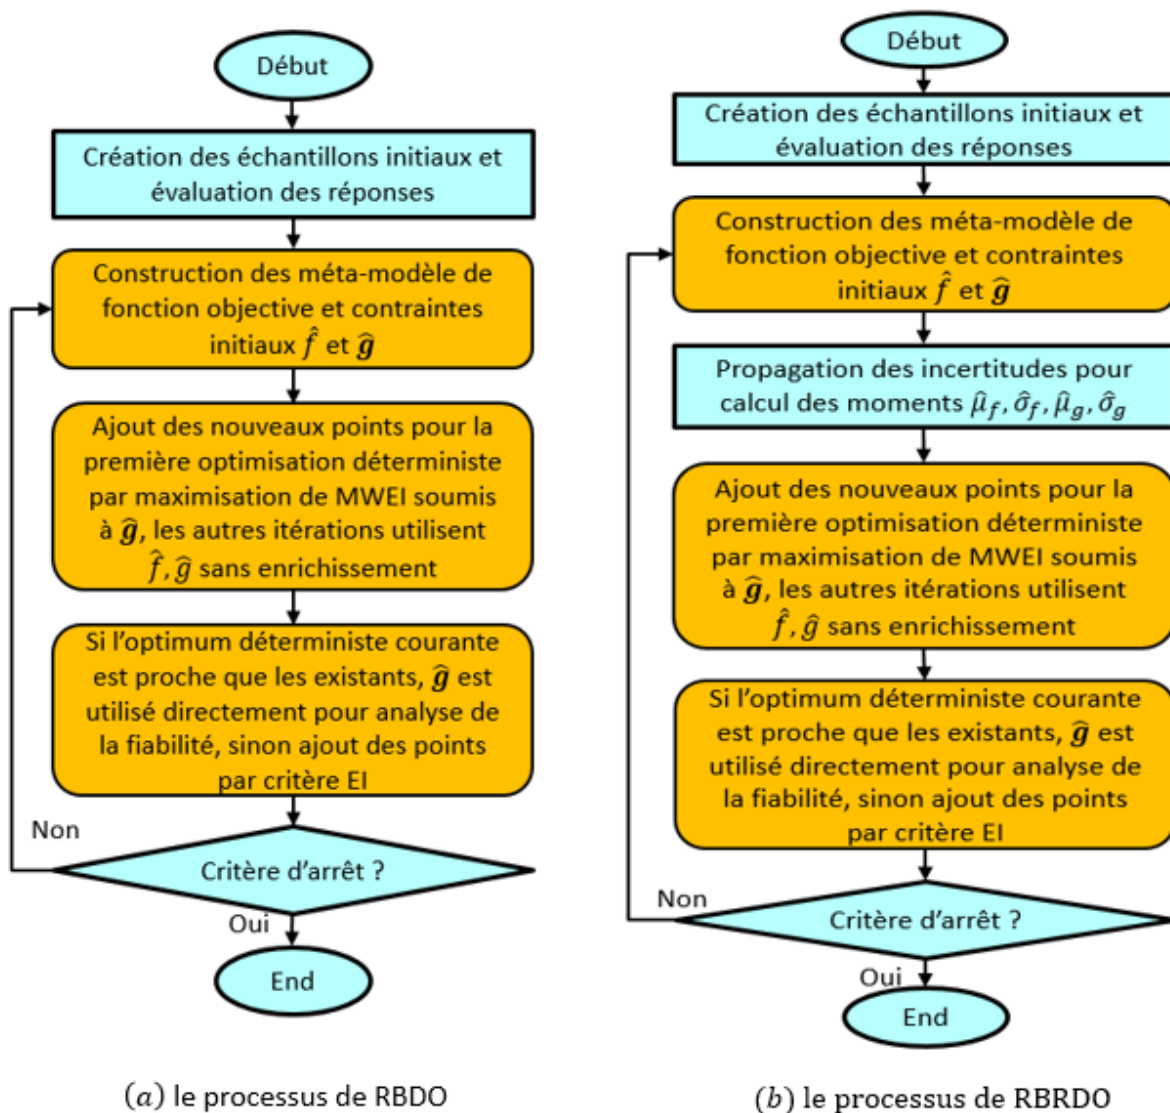 Début
Création des échantillons initiaux et
évaluation des réponses
Construction des méta-modèle de
fonction objective et contraintes
initiaux f̂ et ĝ
Ajout des nouveaux points pour la
première optimisation déterministe
par maximisation de MWEI soumis
à ĝ, les autres itérations utilisent
f̂, ĝ sans enrichissement
Si l’optimum déterministe courante
est proche que les existants, ĝ est
utilisé directement pour analyse de
la fiabilité, sinon ajout des points
par critère EI
Non
Critère d’arrêt ?
Oui
End
(a) le processus de RBDO
Début
Création des échantillons initiaux et
évaluation des réponses
Construction des méta-modèle de
fonction objective et contraintes
initiaux f̂ et ĝ
Propagation des incertitudes pour
calcul des moments μ̂_f, σ̂_f, μ̂_g, σ̂_g
Ajout des nouveaux points pour la
première optimisation déterministe
par maximisation de MWEI soumis
à ĝ, les autres itérations utilisent
f̂, ĝ sans enrichissement
Si l’optimum déterministe courante
est proche que les existants, ĝ est
utilisé directement pour analyse de
la fiabilité, sinon ajout des points
par critère EI
Non
Critère d’arrêt ?
Oui
End
(b) le processus de RBRDO